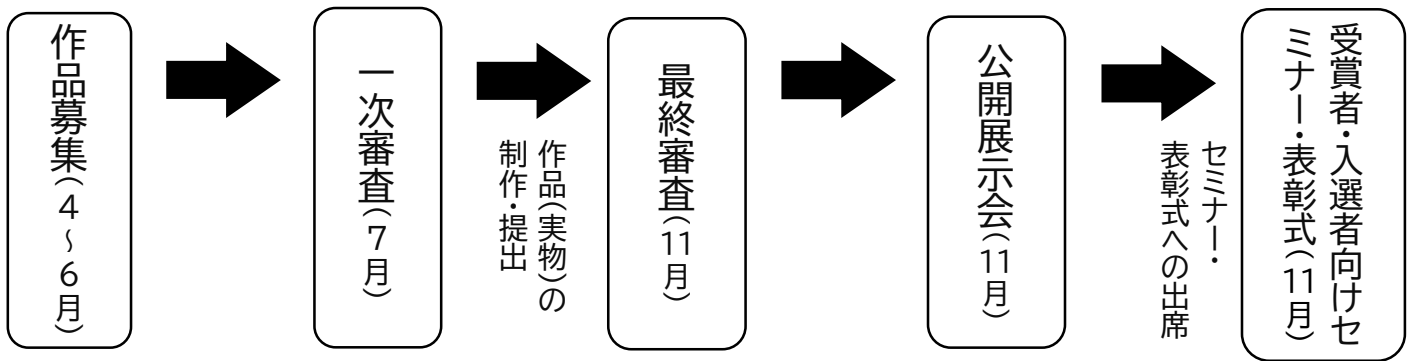 作品募集(4~6月)
一次審査(7月)
作品(実物)の
制作・提出
最終審査(11月)
公開展示会(11月)
セミナー・
表彰式への出席
受賞者・入選者向けセ
ミナー・表彰式(11月)